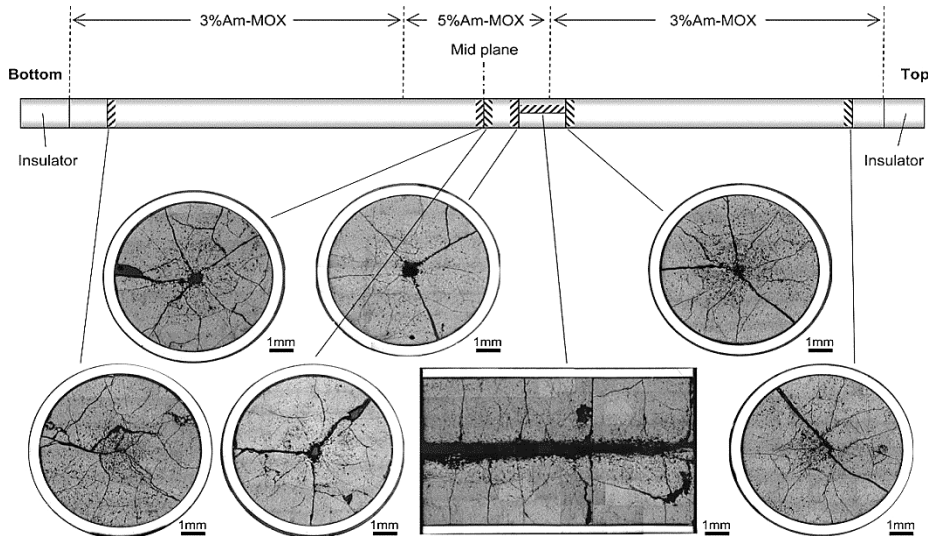 3%Am-MOX
5%Am-MOX
3%Am-MOX
Mid plane
Bottom
Top
Insulator
Insulator
1mm
1mm
1mm
1mm
1mm
1mm
1mm